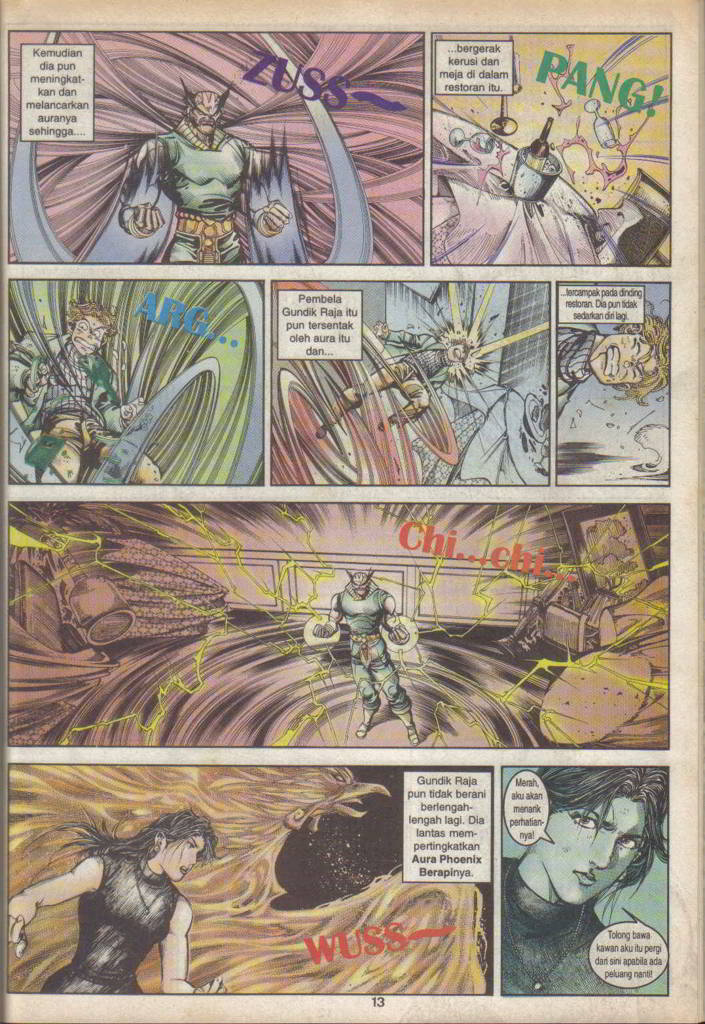 Kemudian
dia pun
meningkat-
kan dan
melancarkan
auranya
sehingga....
ZUSS~
...bergerak
kerusi dan
meja di dalam
restoran itu.
PANG!
ARG...
Pembela
Gundik Raja itu
pun tersentak
oleh aura itu
dan...
...tercampak pada dinding
restoran. Dia pun tidak
sedarkan diri lagi.
Chi...chi...
Gundik Raja
pun tidak berani
berlengah-
lengah lagi. Dia
lantas mem-
pertingkatkan
Aura Phoenix
Berapinya.
WUSS~
Merah,
aku akan
menarik
perhatian-
nya!
Tolong bawa
kawan aku itu pergi
dari sini apabila ada
peluang nanti!
13